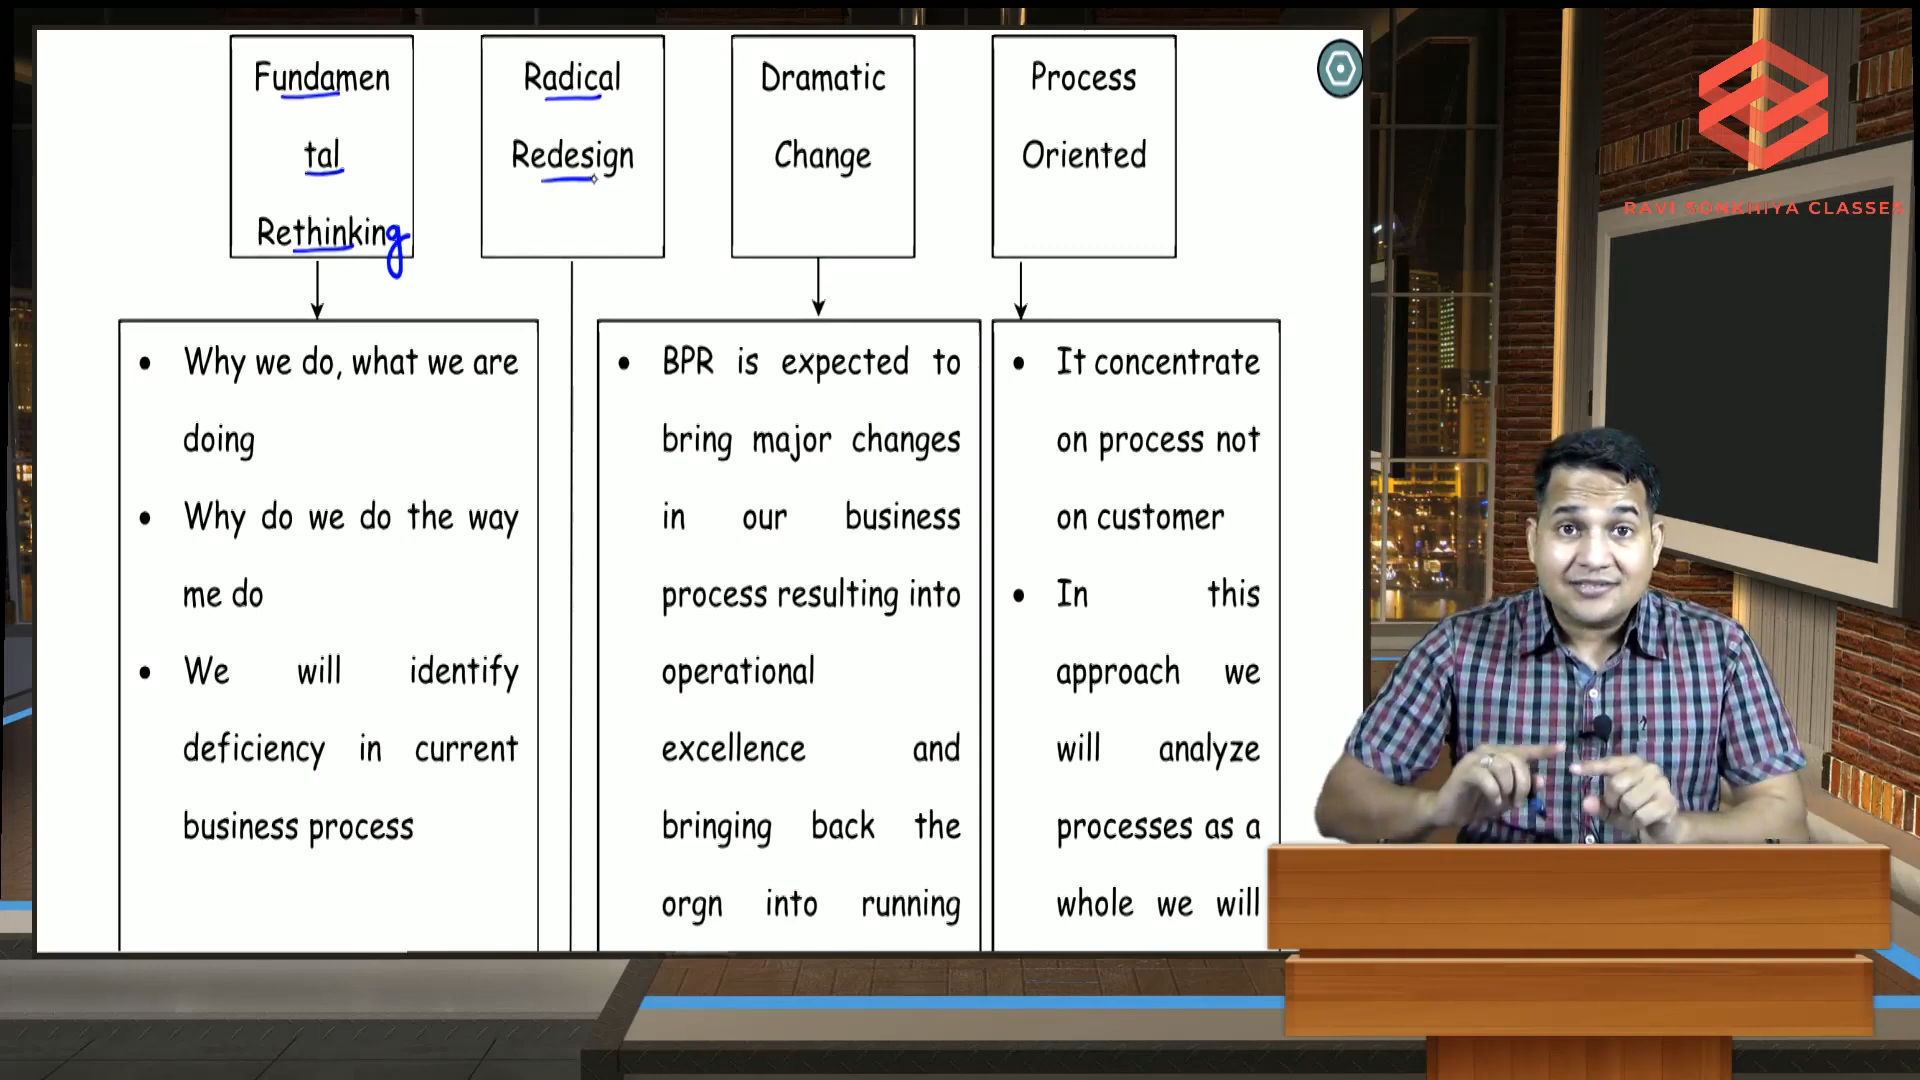 Fundamen
tal
Rethinking
Radical
Redesign
Dramatic
Change
Process
Oriented
• Why we do, what we are
doing
• Why do we do the way
me do
• We will identify
deficiency in current
business process
• BPR is expected to
bring major changes
in our business
process resulting into
operational
excellence and
bringing back the
orgn into running
• It concentrate
on process not
on customer
• In this
approach we
will analyze
processes as a
whole we will
RAVI SONKHIYA CLASSES